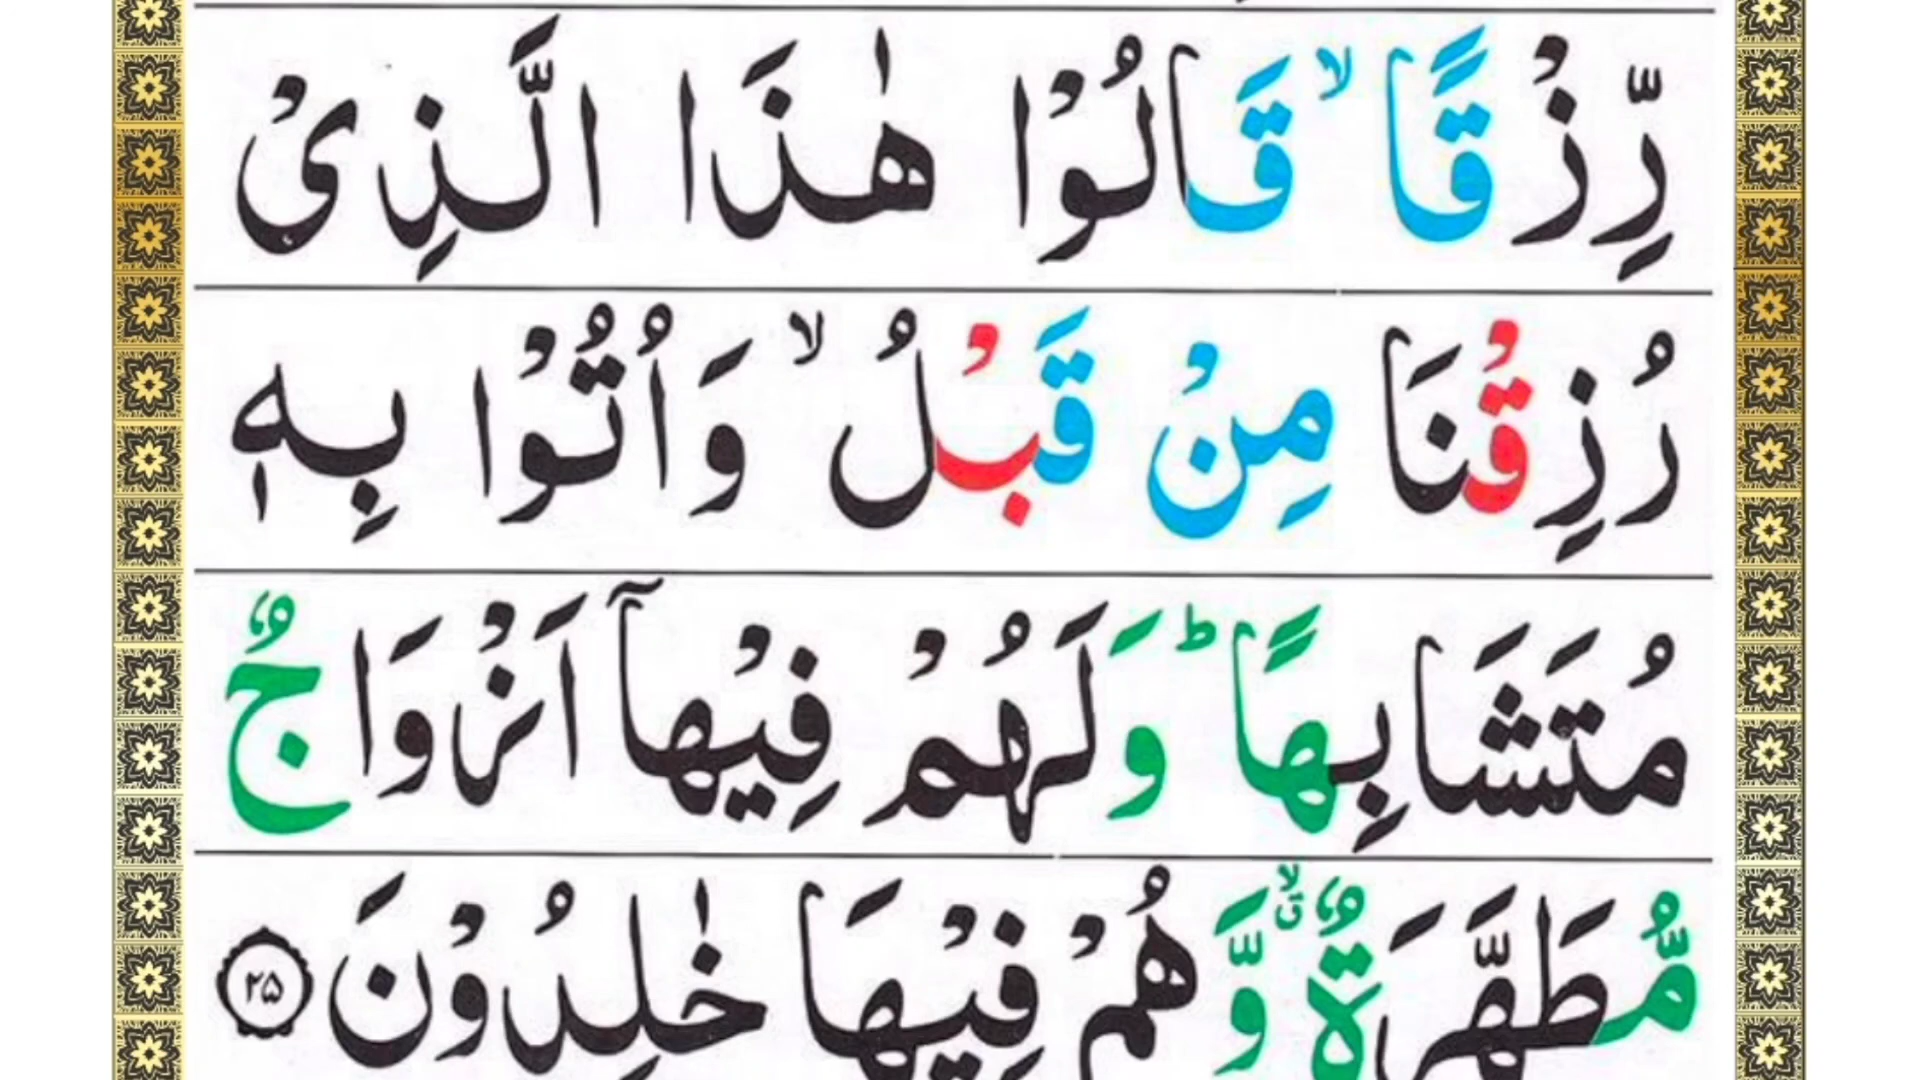 رِّزْقًا ۙ قَالُوْا هٰذَا الَّذِیْ
رُزِقْنَا مِنْ قَبْلُ ۙ وَاُتُوْا بِهٖ
مُتَشَابِهًا ؕ وَلَهُمْ فِیْهَاۤ اَزْوَاجٌ
مُّطَهَّرَةٌ ۙۗ وَّهُمْ فِیْهَا خٰلِدُوْنَ ۲۵